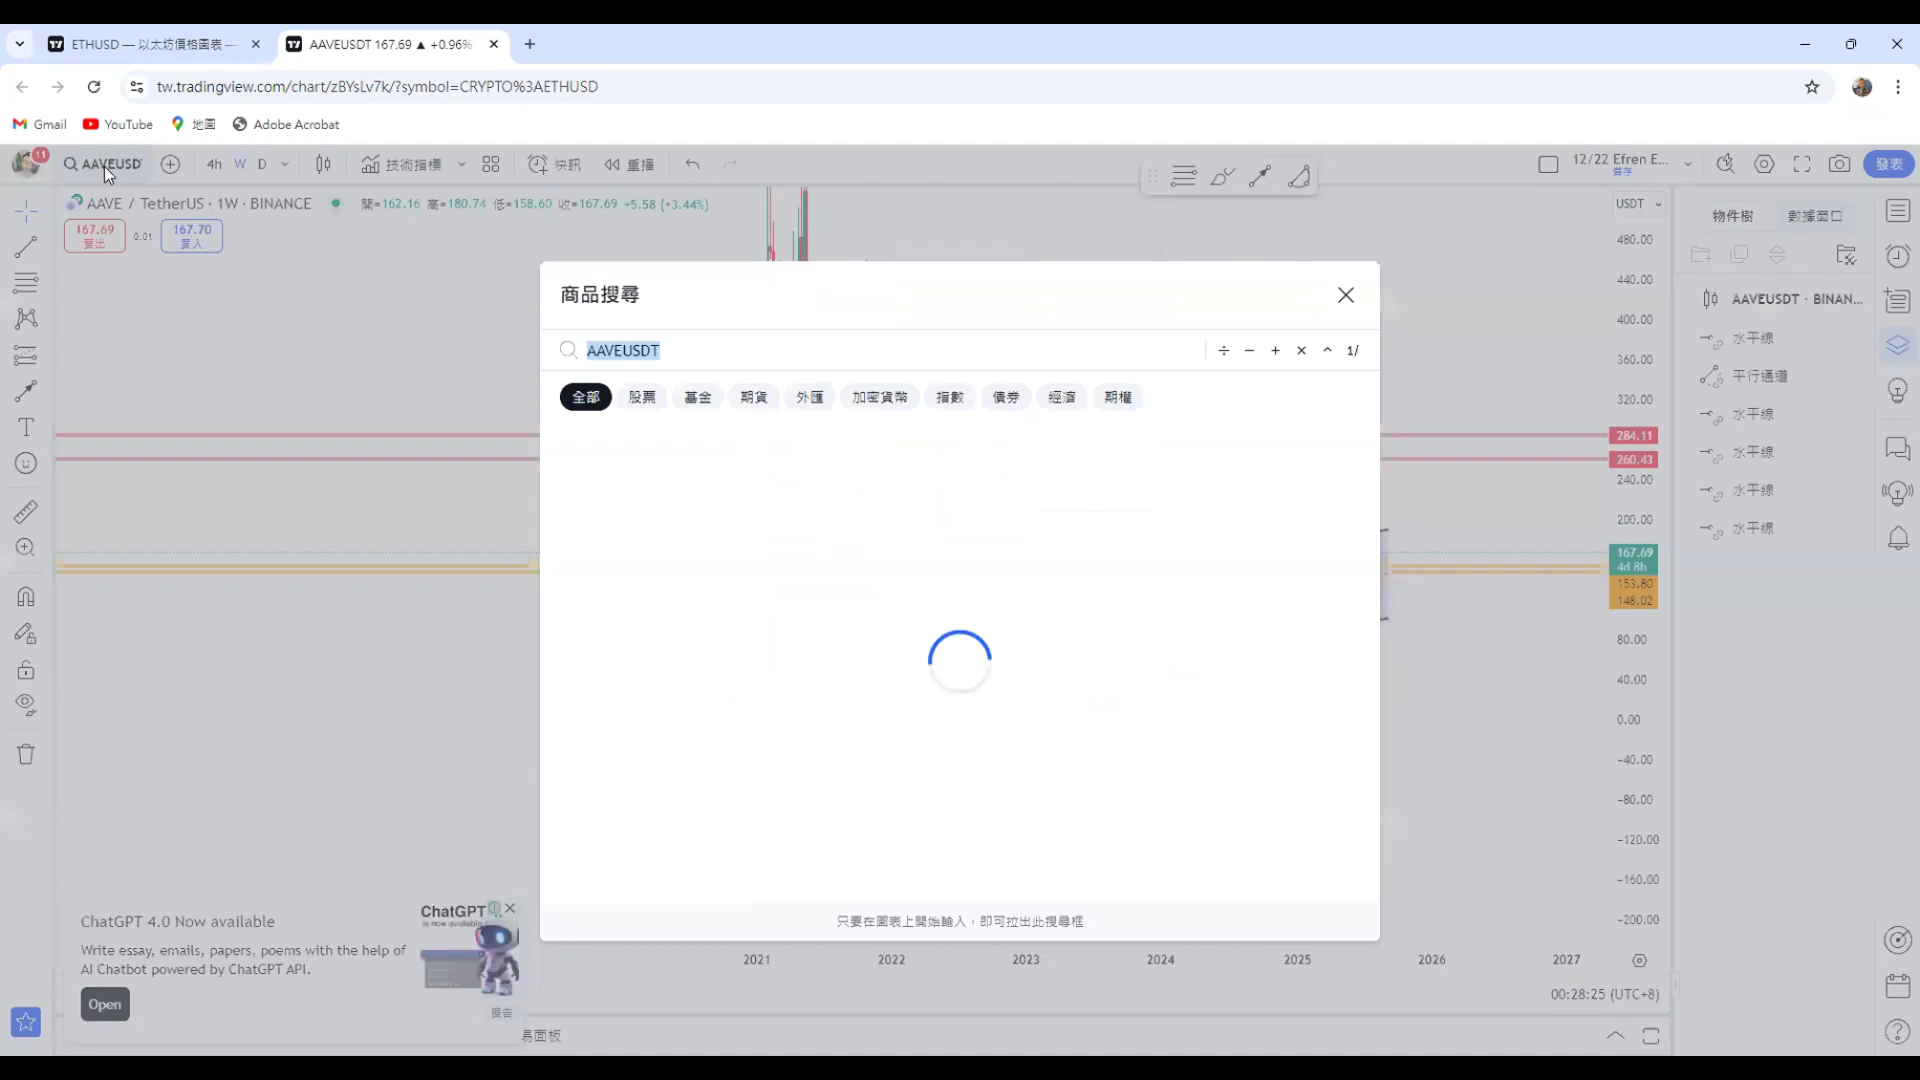 ETHUSD — 以太坊價格圖表 —
AAVEUSDT 167.69 ▲ +0.96%
tw.tradingview.com/chart/zBYsLv7k/?symbol=CRYPTO%3AETHUSD
Gmail
YouTube
地圖
Adobe Acrobat
11
AAVEUSD
4h
W
D
技術指標
快訊
重播
12/22 Efren E...
儲存
發表
AAVE / TetherUS · 1W · BINANCE
開=162.16 高=180.74 低=158.60 收=167.69 +5.58 (+3.44%)
167.69
賣出
0.01
167.70
買入
USDT
物件樹
數據窗口
AAVEUSDT · BINAN...
水平線
平行通道
水平線
水平線
水平線
水平線
商品搜尋
AAVEUSDT
÷ − + × ^ 1/
全部
股票
基金
期貨
外匯
加密貨幣
指數
債券
經濟
期權
只要在圖表上開始輸入，即可拉出此搜尋框
480.00
440.00
400.00
360.00
320.00
284.11
260.43
240.00
200.00
167.69
4d 8h
153.80
148.02
80.00
40.00
0.00
−40.00
−80.00
−120.00
−160.00
−200.00
ChatGPT 4.0 Now available
Write essay, emails, papers, poems with the help of
AI Chatbot powered by ChatGPT API.
Open
ChatGPT
is now available
廣告
2021
2022
2023
2024
2025
2026
2027
00:28:25 (UTC+8)
易面板